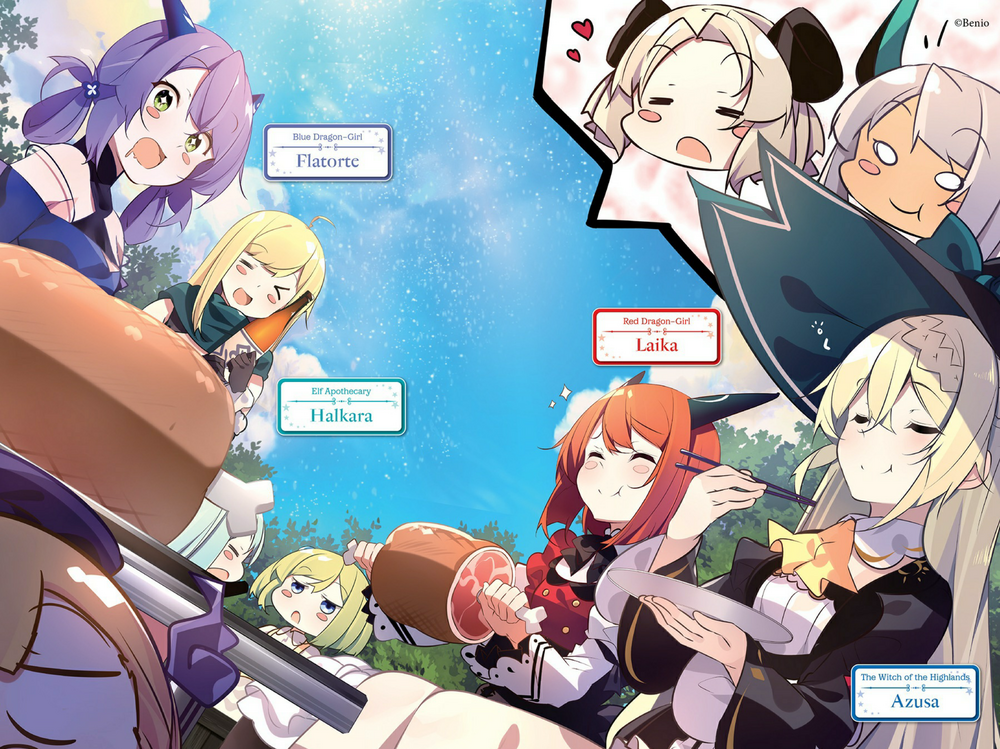 ©Benio
Blue Dragon-Girl
Flatorte
Elf Apothecary
Halkara
Red Dragon-Girl
Laika
The Witch of the Highlands
Azusa